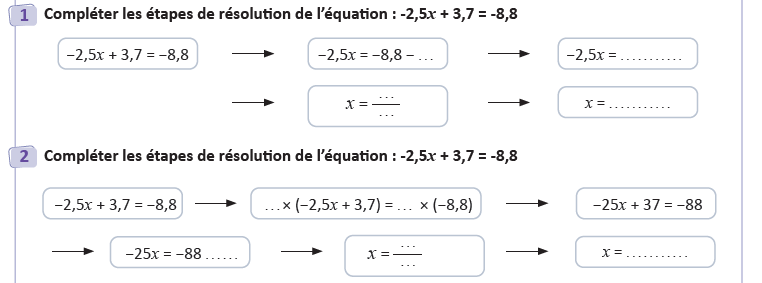 1 Compléter les étapes de résolution de l’équation : -2,5x + 3,7 = -8,8
−2,5x + 3,7 = −8,8 → −2,5x = −8,8 − ... → −2,5x = ...........
→ x = .../... → x = ...........
2 Compléter les étapes de résolution de l’équation : -2,5x + 3,7 = -8,8
−2,5x + 3,7 = −8,8 → ...× (−2,5x + 3,7) = ... × (−8,8) → −25x + 37 = −88
→ −25x = −88 ...... → x = .../... → x = ...........